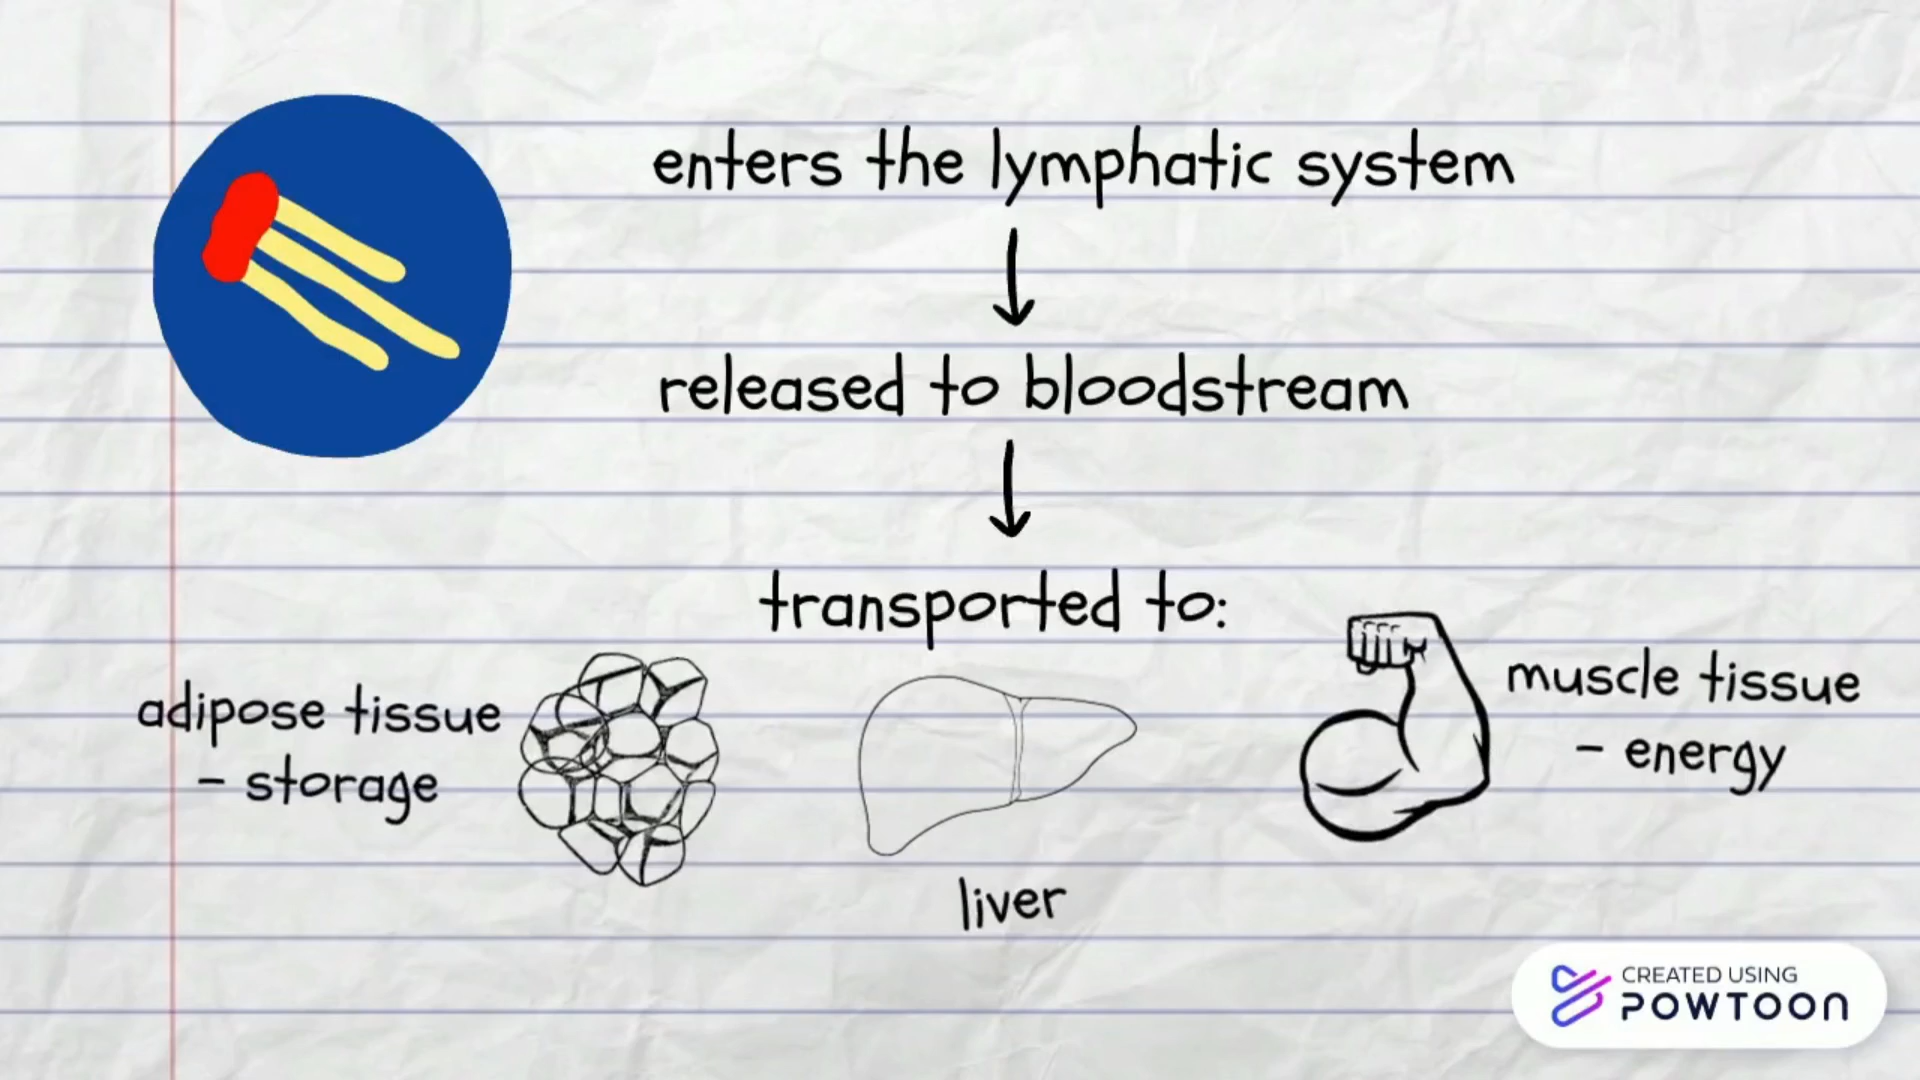 enters the lymphatic system
released to bloodstream
transported to:
adipose tissue
- storage
liver
muscle tissue
- energy
CREATED USING
POWTOON